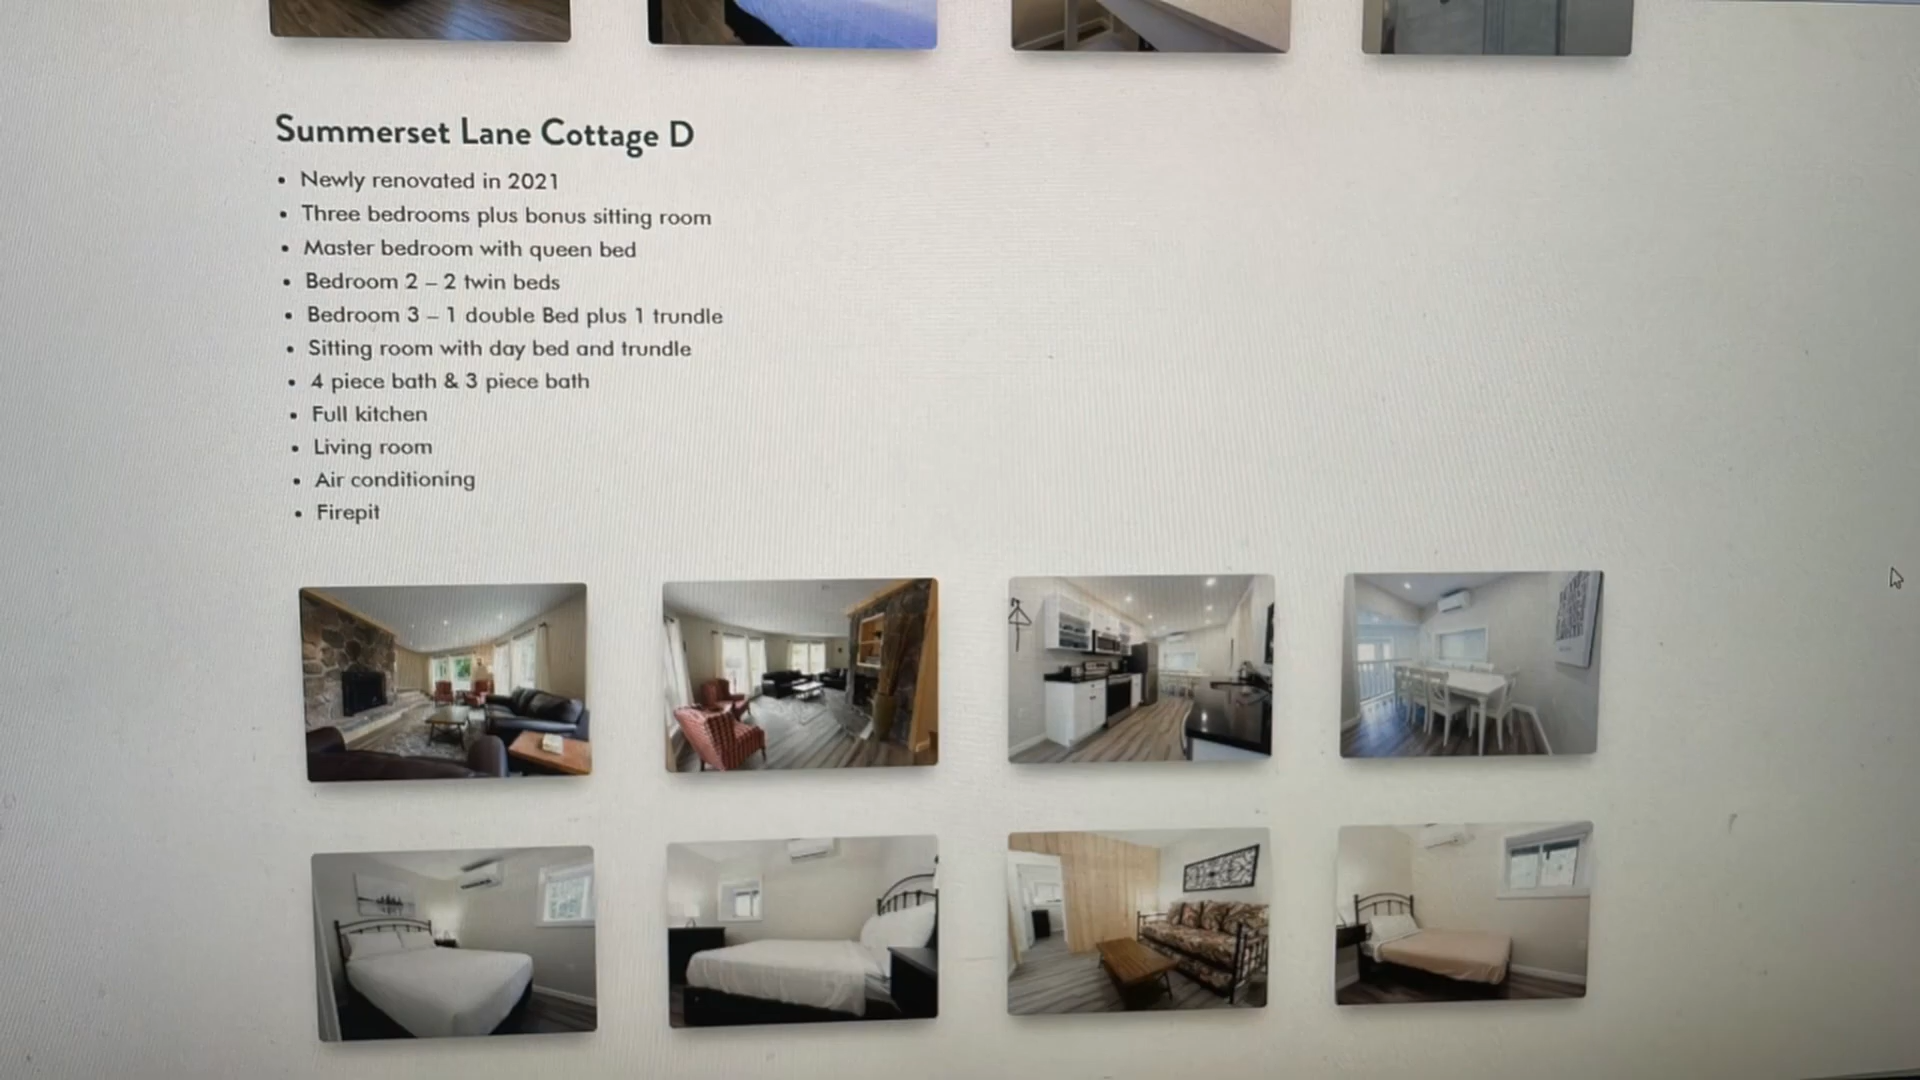 Summerset Lane Cottage D
• Newly renovated in 2021
• Three bedrooms plus bonus sitting room
• Master bedroom with queen bed
• Bedroom 2 – 2 twin beds
• Bedroom 3 – 1 double Bed plus 1 trundle
• Sitting room with day bed and trundle
• 4 piece bath & 3 piece bath
• Full kitchen
• Living room
• Air conditioning
• Firepit